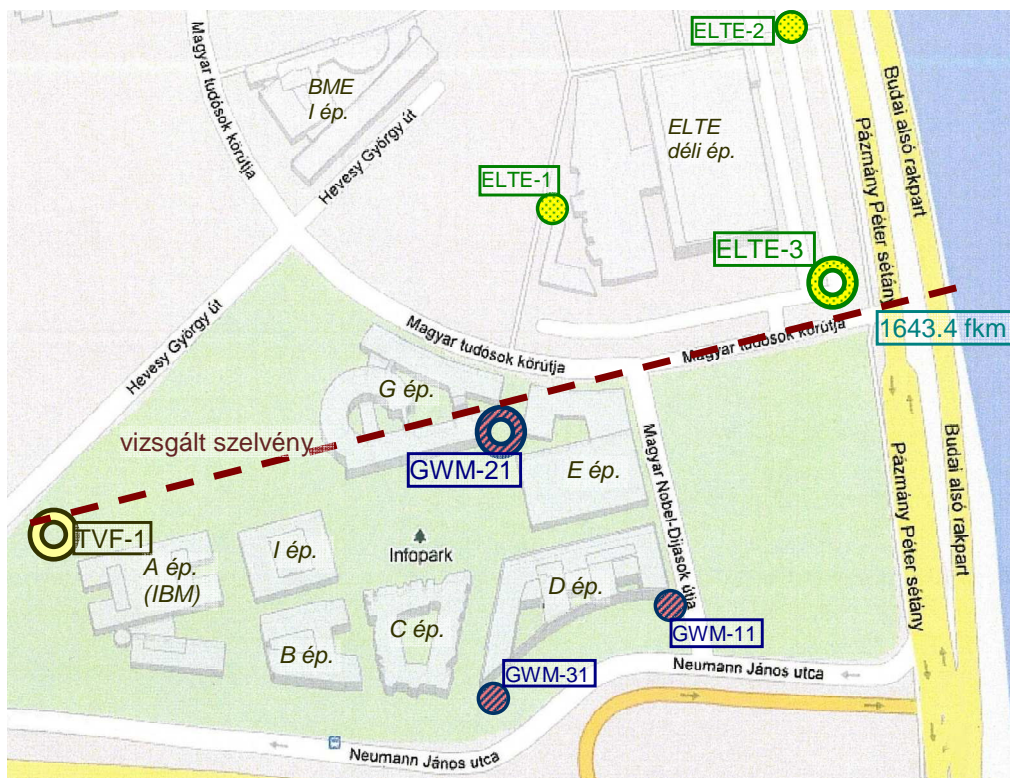 ELTE-2
Magyar tudósok körútja
BME
I ép.
Hevesy György út
ELTE
déli ép.
Budai alsó rakpart
Pázmány Péter sétány
ELTE-1
ELTE-3
1643.4 fkm
Hevesy György út
Magyar tudósok körútja
Magyar tudósok körútja
G ép.
vizsgált szelvény
GWM-21
E ép.
Magyar Nobel-Díjasok útja
Pázmány Péter sétány
Budai alsó rakpart
TVF-1
A ép.
(IBM)
I ép.
Infopark
D ép.
B ép.
C ép.
GWM-11
GWM-31
Neumann János utca
Neumann János utca